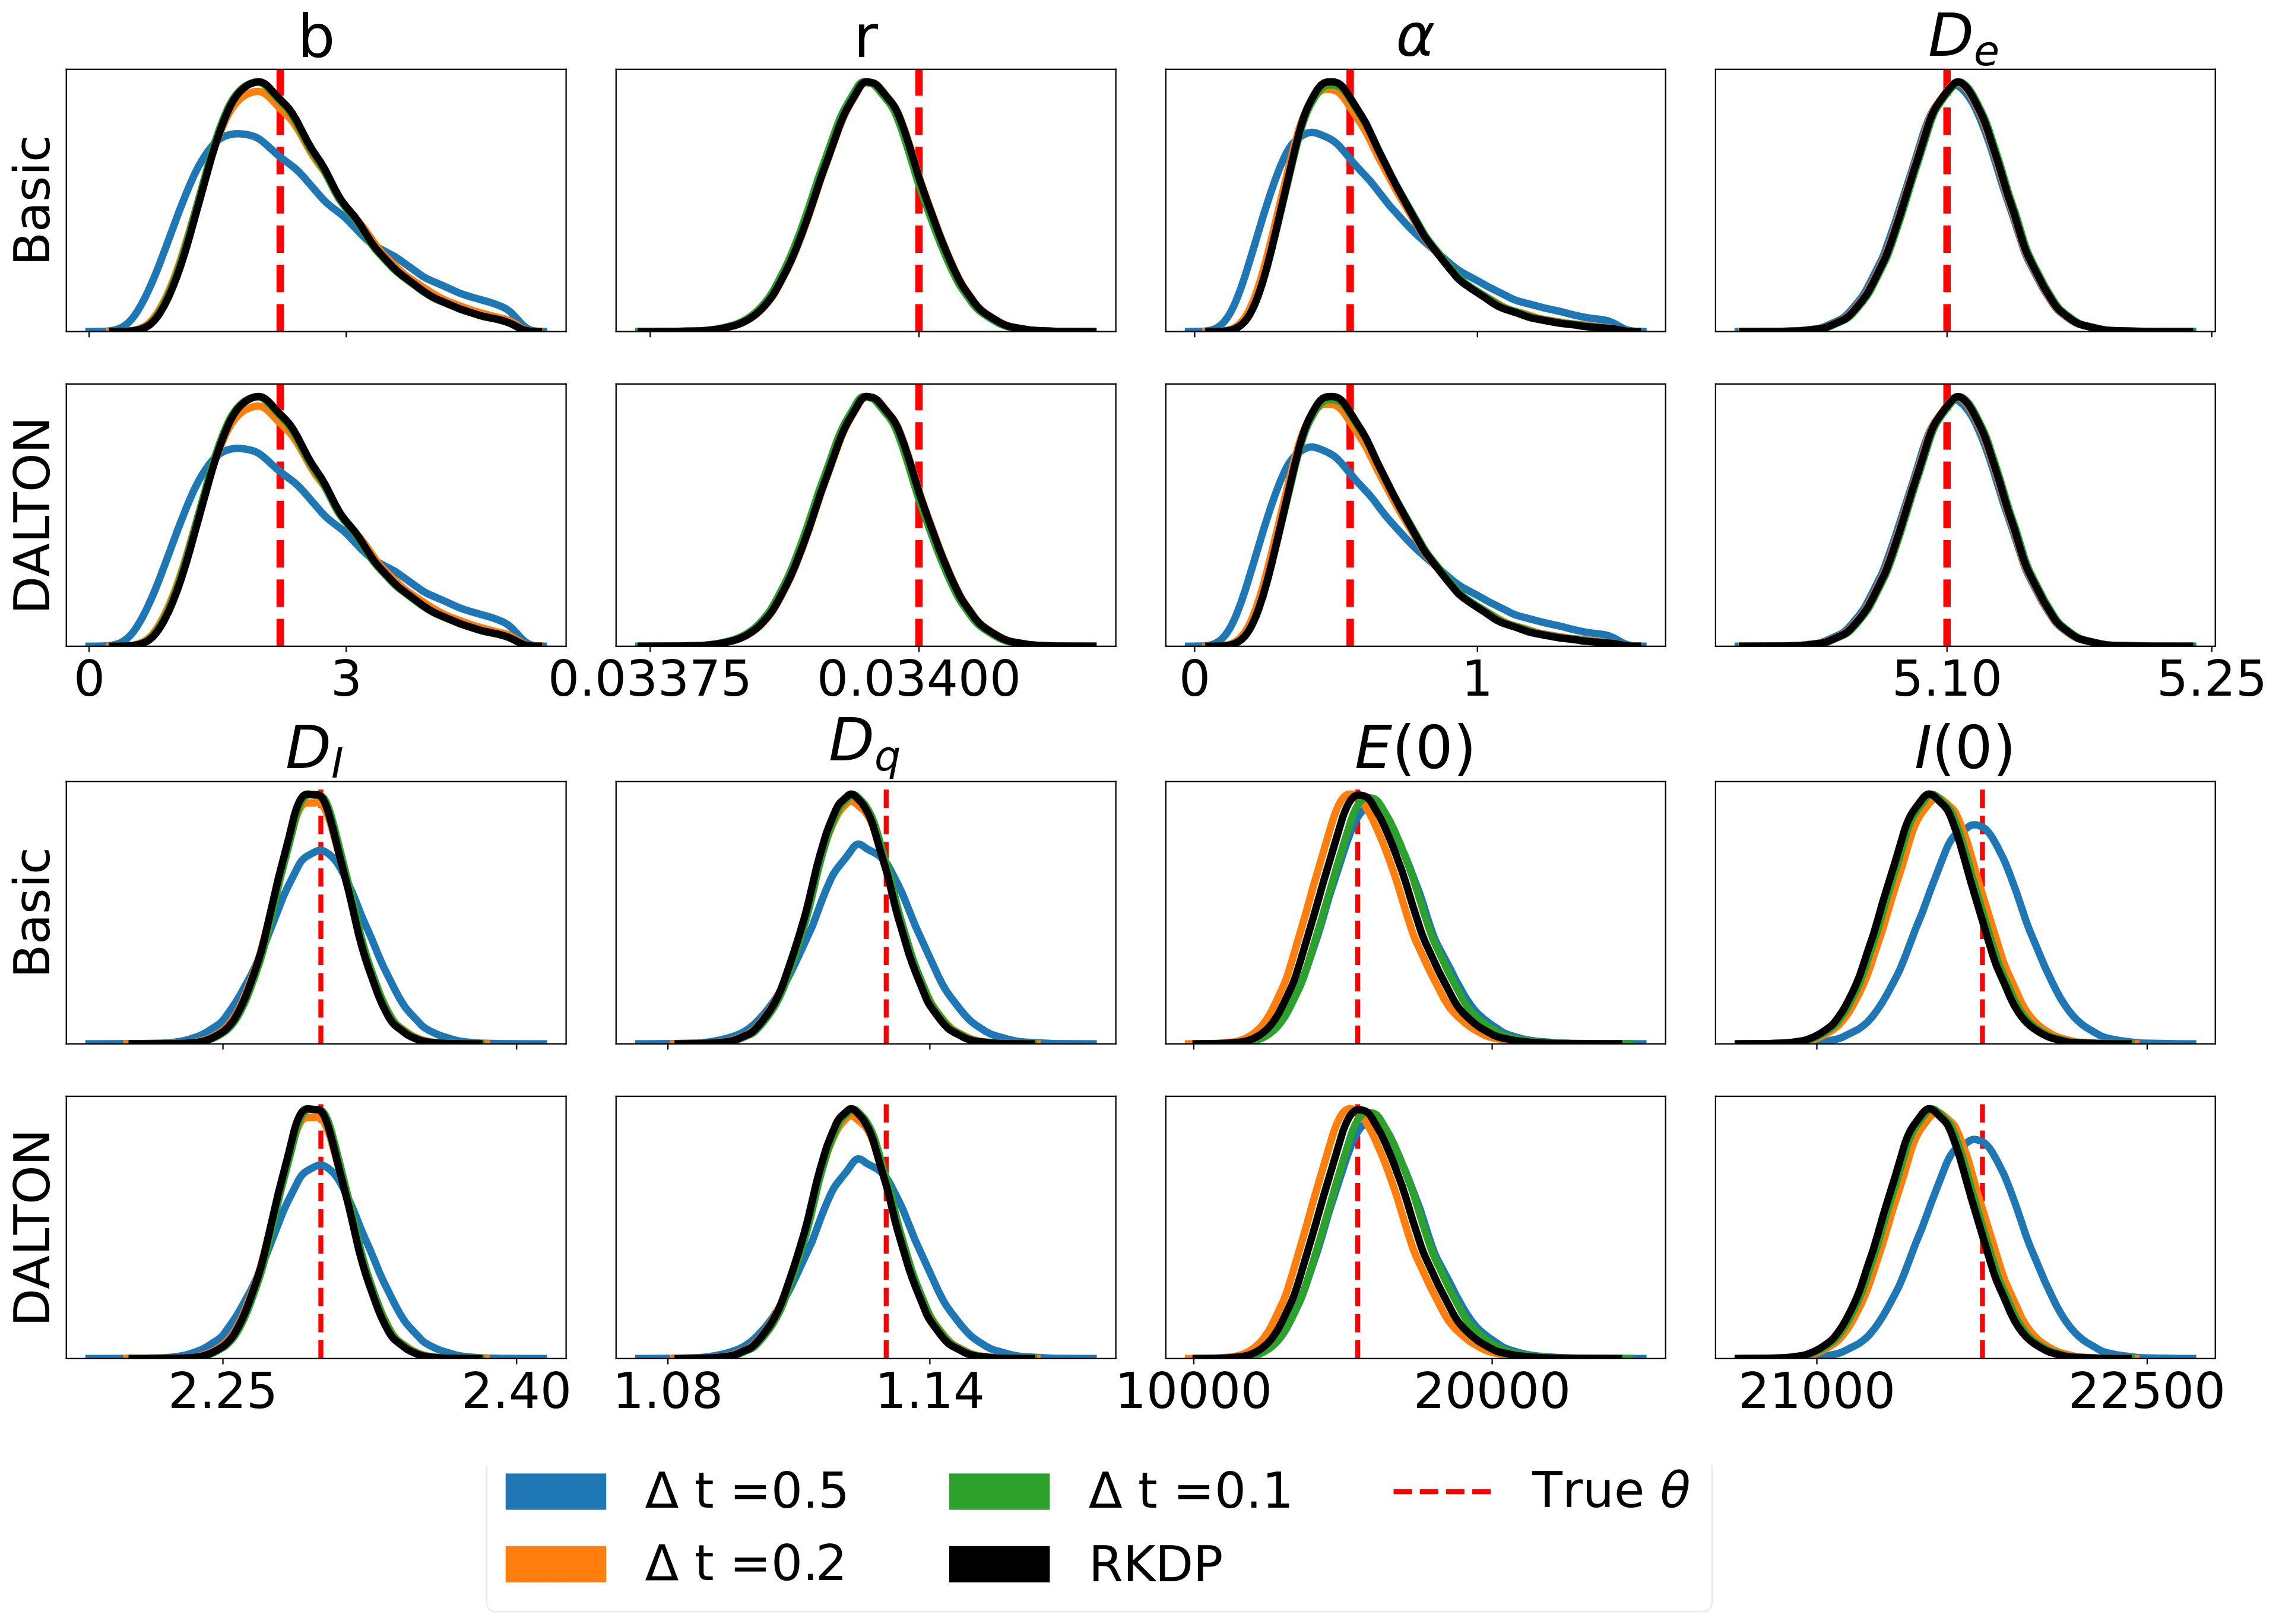 b r α D_e
Basic
DALTON
0 3 0.03375 0.03400 0 1 5.10 5.25
D_l D_q E(0) I(0)
Basic
DALTON
2.25 2.40 1.08 1.14 10000 20000 21000 22500
Δ t =0.5 Δ t =0.1 True θ
Δ t =0.2 RKDP